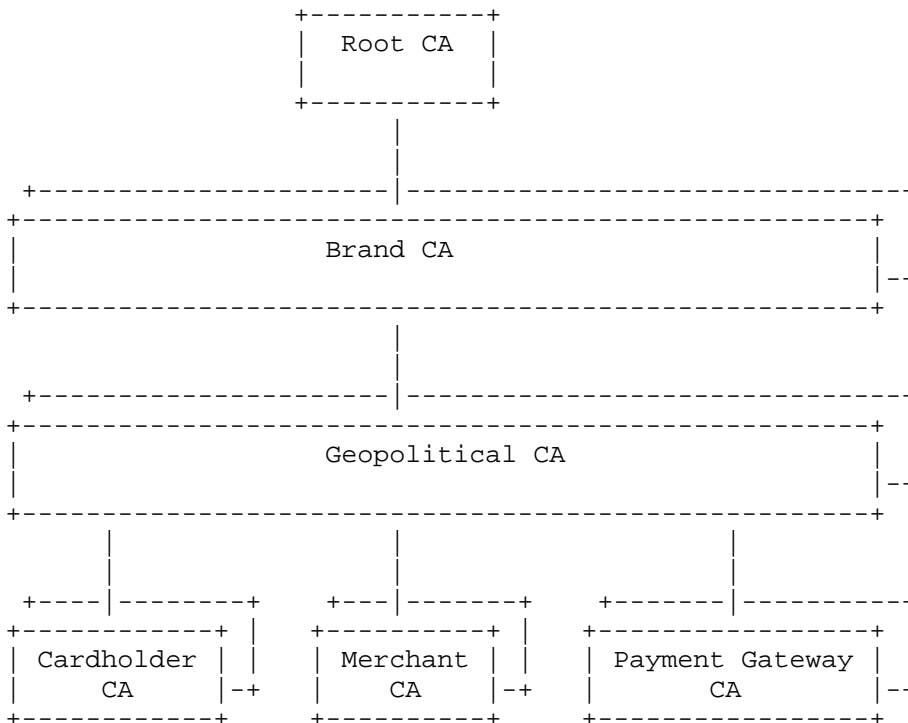 Root CA
Brand CA
Geopolitical CA
Cardholder CA
Merchant CA
Payment Gateway CA